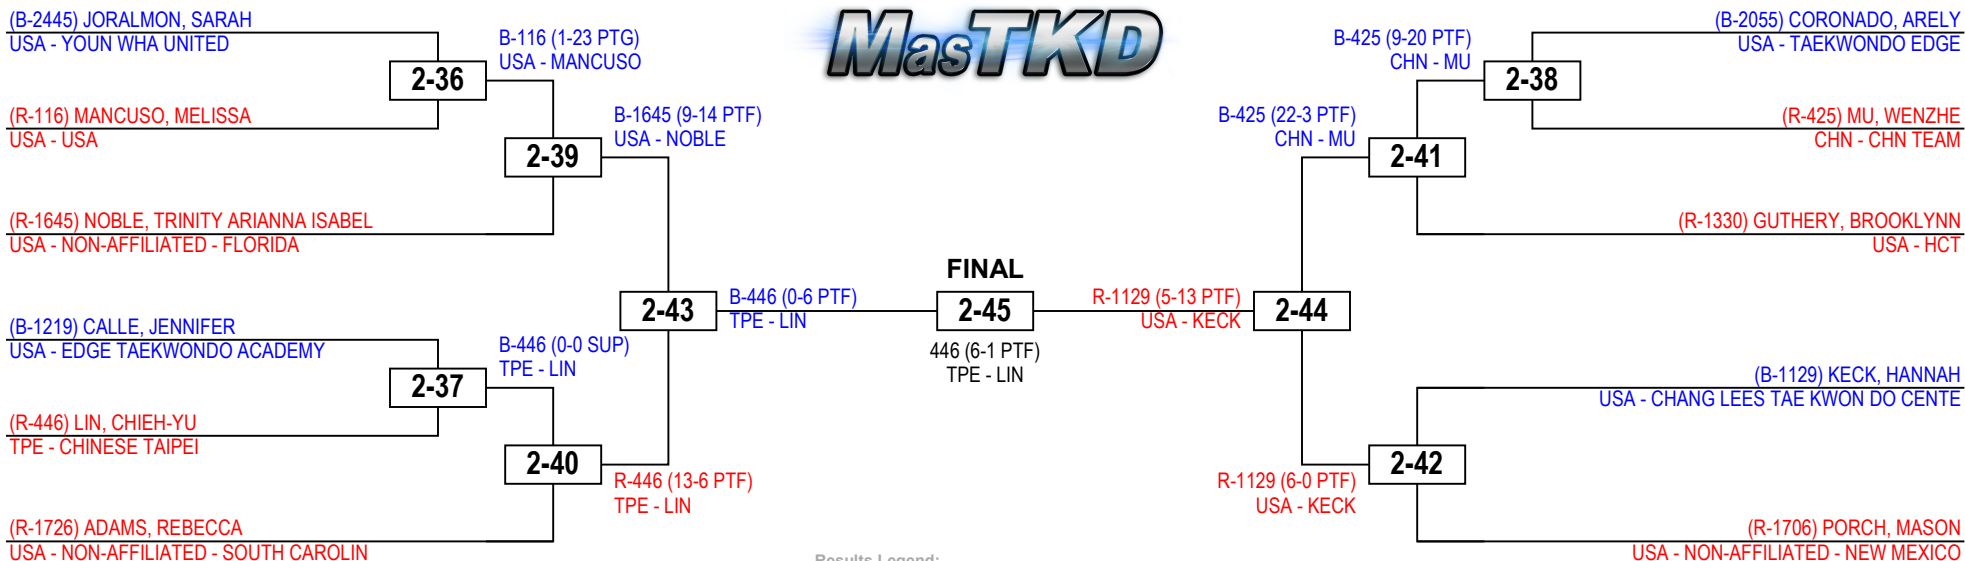 (B-2445) JORALMON, SARAH
USA - YOUN WHA UNITED
(R-116) MANCUSO, MELISSA
USA - USA
(R-1645) NOBLE, TRINITY ARIANNA ISABEL
USA - NON-AFFILIATED - FLORIDA
(B-1219) CALLE, JENNIFER
USA - EDGE TAEKWONDO ACADEMY
(R-446) LIN, CHIEH-YU
TPE - CHINESE TAIPEI
(R-1726) ADAMS, REBECCA
USA - NON-AFFILIATED - SOUTH CAROLIN
2-36
2-37
B-116 (1-23 PTG)
USA - MANCUSO
B-446 (0-0 SUP)
TPE - LIN
2-39
2-40
B-1645 (9-14 PTF)
USA - NOBLE
R-446 (13-6 PTF)
TPE - LIN
2-43
B-446 (0-6 PTF)
TPE - LIN
MasTKD
FINAL
2-45
446 (6-1 PTF)
TPE - LIN
Results Legend:
R-1129 (5-13 PTF)
USA - KECK
2-44
B-425 (22-3 PTF)
CHN - MU
R-1129 (6-0 PTF)
USA - KECK
2-41
2-42
B-425 (9-20 PTF)
CHN - MU
2-38
(B-2055) CORONADO, ARELY
USA - TAEKWONDO EDGE
(R-425) MU, WENZHE
CHN - CHN TEAM
(R-1330) GUTHERY, BROOKLYNN
USA - HCT
(B-1129) KECK, HANNAH
USA - CHANG LEES TAE KWON DO CENTE
(R-1706) PORCH, MASON
USA - NON-AFFILIATED - NEW MEXICO